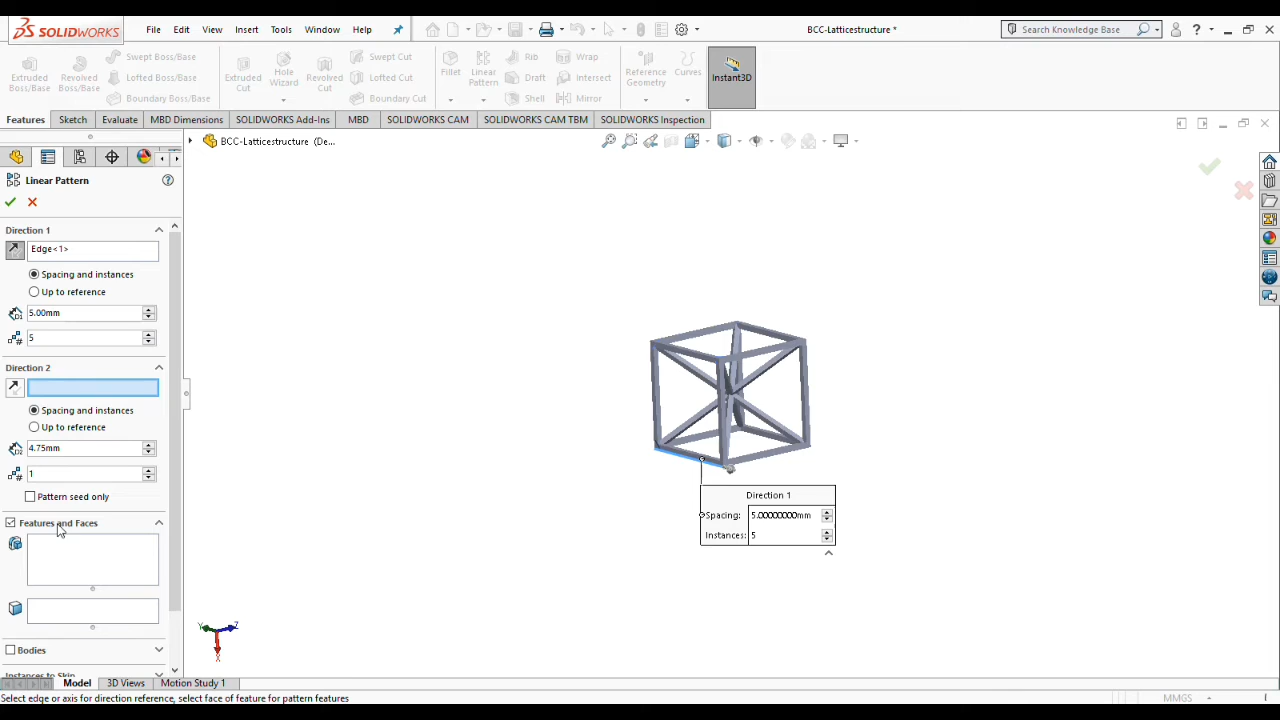 SOLIDWORKS File Edit View Insert Tools Window Help BCC-Latticestructure * Search Knowledge Base
Extruded Boss/Base
Revolved Boss/Base
Swept Boss/Base
Lofted Boss/Base
Boundary Boss/Base
Extruded Cut
Hole Wizard
Revolved Cut
Swept Cut
Lofted Cut
Boundary Cut
Fillet
Linear Pattern
Rib
Draft
Shell
Wrap
Intersect
Mirror
Reference Geometry
Curves
Instant3D
Features Sketch Evaluate MBD Dimensions SOLIDWORKS Add-Ins MBD SOLIDWORKS CAM SOLIDWORKS CAM TBM SOLIDWORKS Inspection
BCC-Latticestructure (De...
Linear Pattern
Direction 1
Edge<1>
Spacing and instances
Up to reference
5.00mm
5
Direction 2
Spacing and instances
Up to reference
4.75mm
1
Pattern seed only
Features and Faces
Bodies
Direction 1
Spacing: 5.00000000mm
Instances: 5
Y Z
X
Model 3D Views Motion Study 1
Select edge or axis for direction reference, select face of feature for pattern features
MMGS